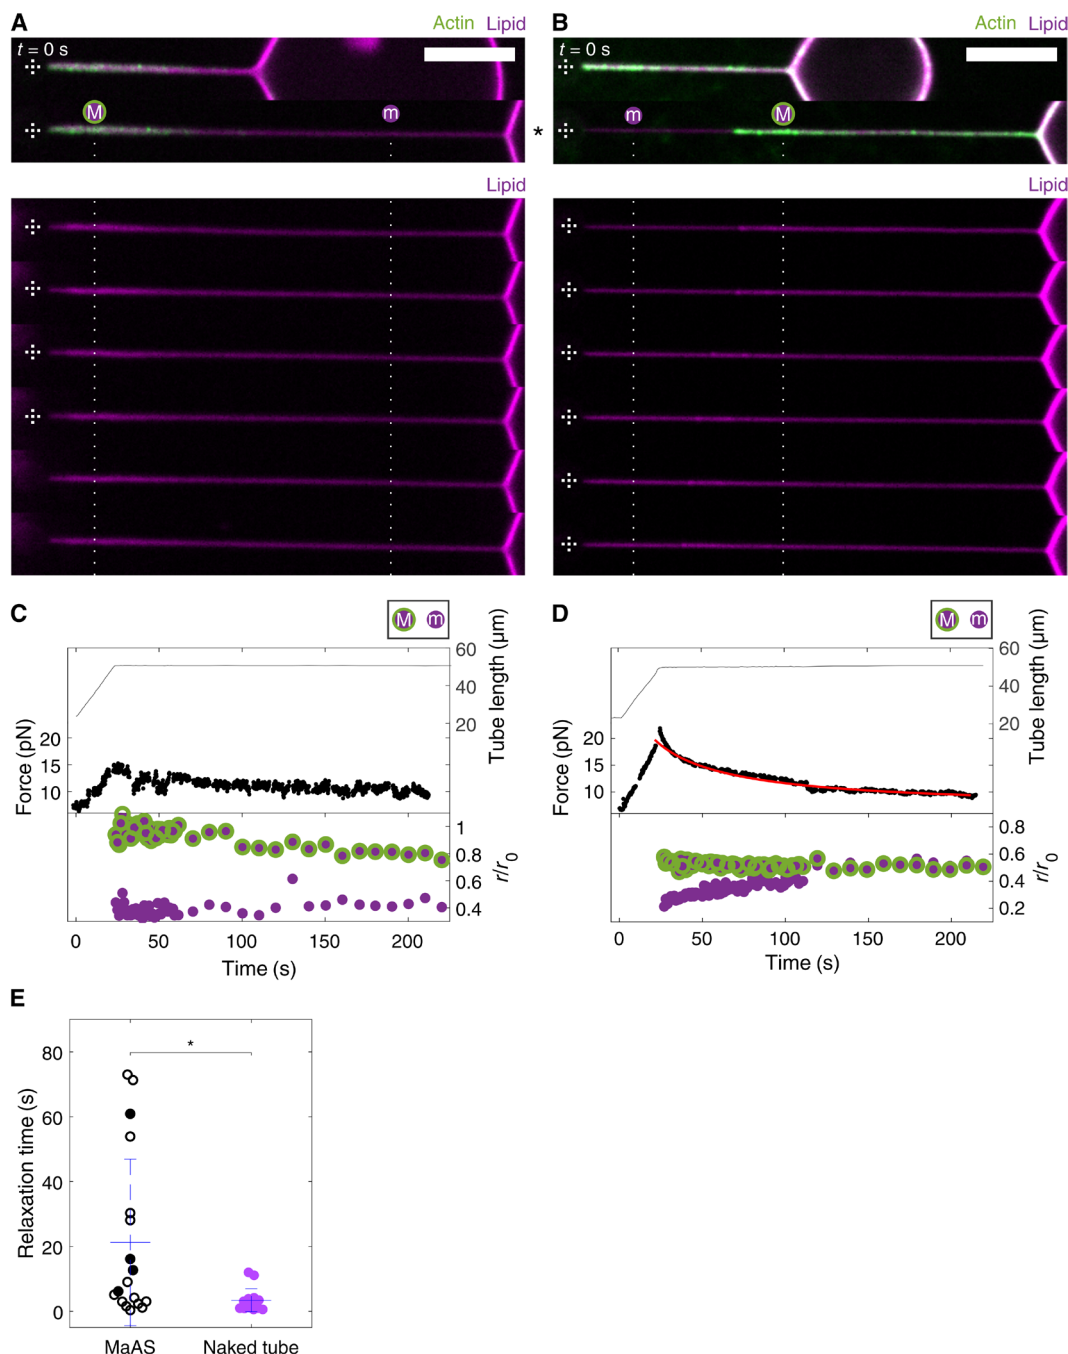 A
Actin Lipid
t = 0 s
M
m
Lipid
B
Actin Lipid
t = 0 s
*
m
M
Lipid
C
M m
Force (pN)
20
15
10
60
40
20
Tube length (µm)
1
0.8
0.6
0.4
r/r0
0 50 100 150 200
Time (s)
D
M m
Force (pN)
20
15
10
60
40
20
Tube length (µm)
0.8
0.6
0.4
0.2
r/r0
0 50 100 150 200
Time (s)
E
Relaxation time (s)
80
60
40
20
0
*
MaAS Naked tube